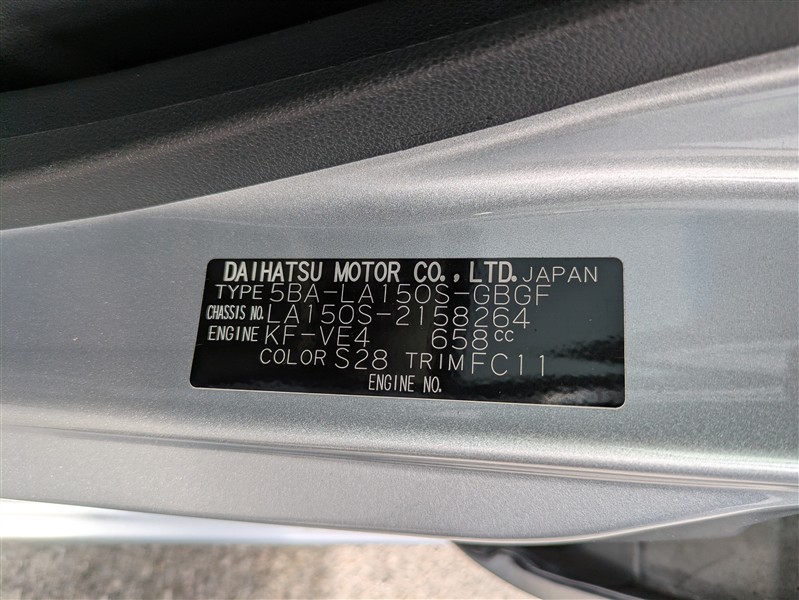 DAIHATSU MOTOR CO., LTD. JAPAN
TYPE 5BA-LA150S-GBGF
CHASSIS NO. LA150S-2158264
ENGINE KF-VE4 658cc
COLOR S28 TRIM FC11
ENGINE NO.